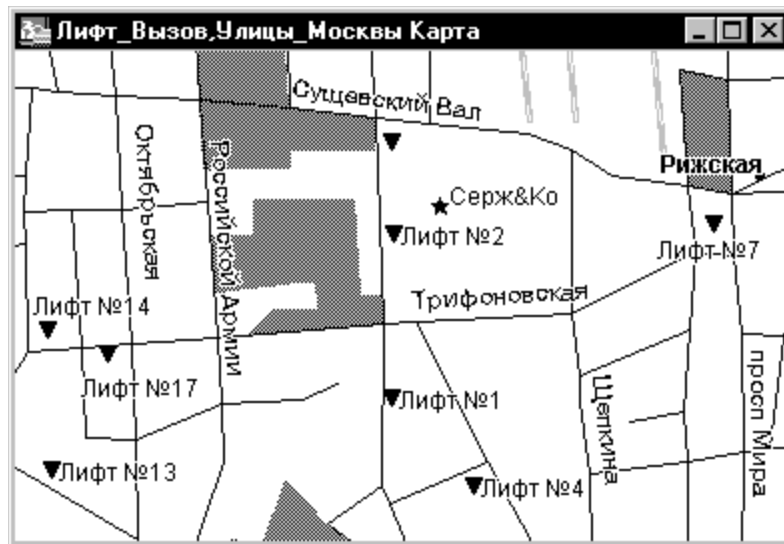 Лифт_Вызов,Улицы_Москвы Карта
Сущевский Вал
Октябрьская
Российской Армии
Рижская
Серж&Ко
Лифт №2
Лифт №7
Трифоновская
Лифт №14
Лифт №17
Лифт №1
Щепкина
просп Мира
Лифт №13
Лифт №4